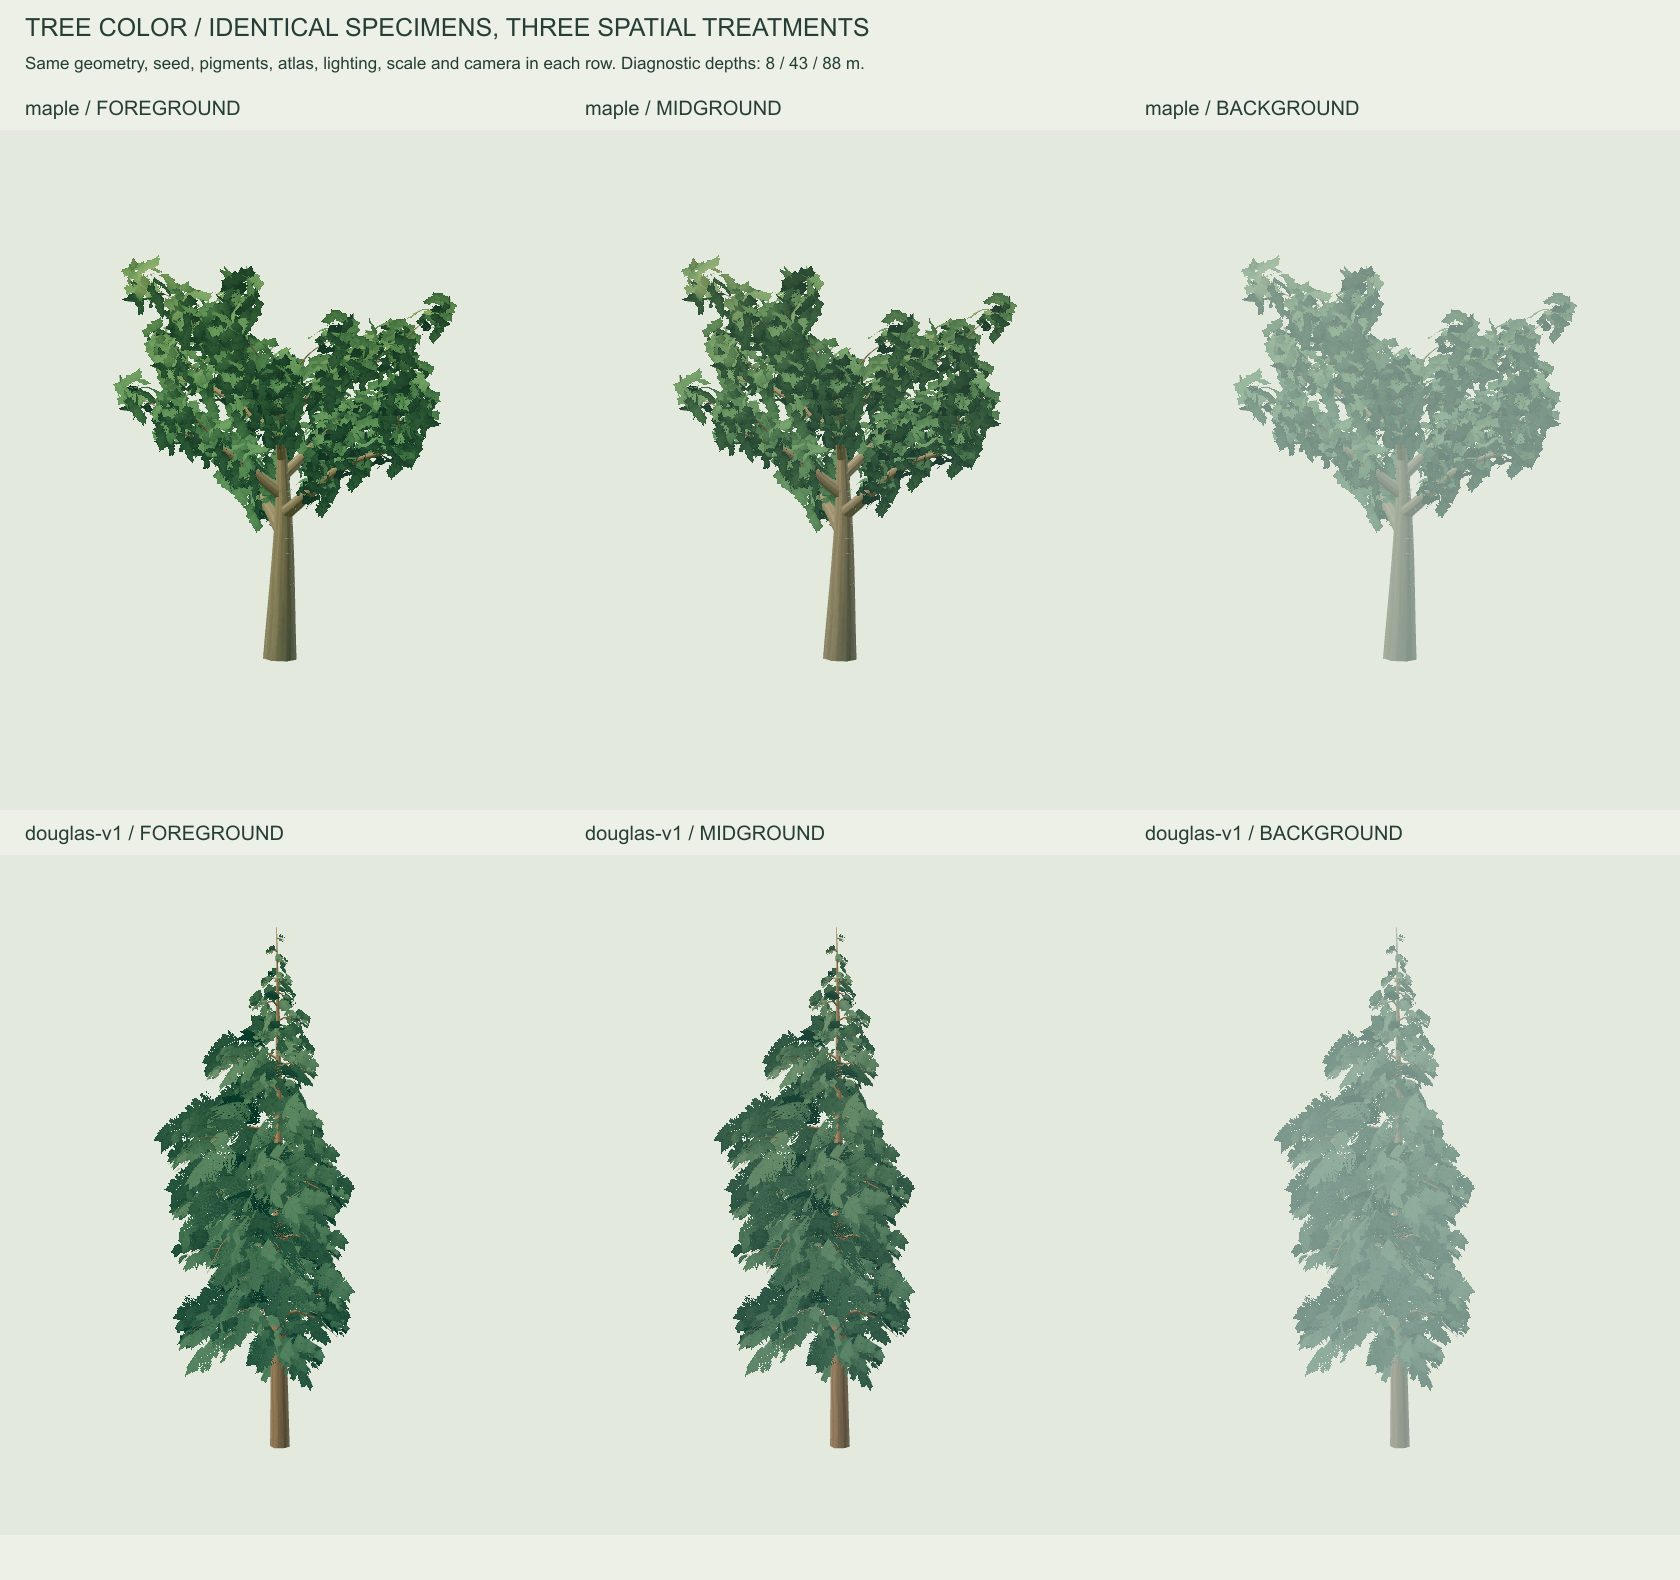 TREE COLOR / IDENTICAL SPECIMENS, THREE SPATIAL TREATMENTS
Same geometry, seed, pigments, atlas, lighting, scale and camera in each row. Diagnostic depths: 8 / 43 / 88 m.
maple / FOREGROUND
maple / MIDGROUND
maple / BACKGROUND
douglas-v1 / FOREGROUND
douglas-v1 / MIDGROUND
douglas-v1 / BACKGROUND